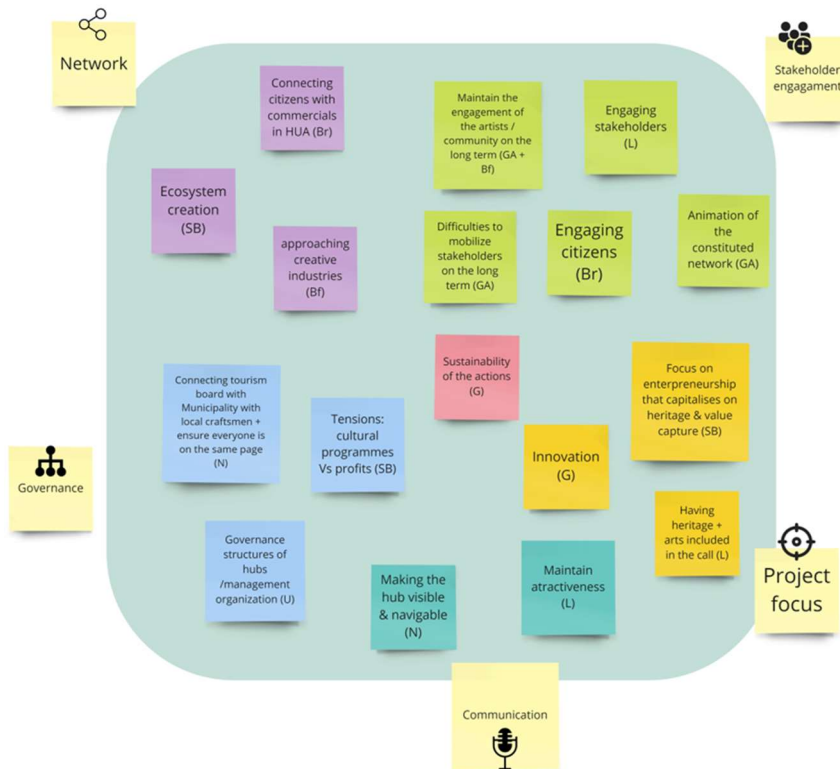 Network
Stakeholder
engagament
Connecting
citizens with
commercials
in HUA (Br)
Maintain the
engagement of
the artists /
community on the
long term (GA +
Bf)
Engaging
stakeholders
(L)
Ecosystem
creation
(SB)
approaching
creative
industries
(Bf)
Difficulties to
mobilize
stakeholders
on the long
term (GA)
Engaging
citizens
(Br)
Animation of
the
constituted
network (GA)
Connecting tourism
board with
Municipality with
local craftsmen +
ensure everyone is
on the same page
(N)
Tensions:
cultural
programmes
Vs profits (SB)
Sustainability
of the actions
(G)
Focus on
enterpreneurship
that capitalises on
heritage & value
capture (SB)
Innovation
(G)
Governance
Governance
structures of
hubs
/management
organization (U)
Making the
hub visible
& navigable
(N)
Maintain
atractiveness
(L)
Having
heritage +
arts included
in the call (L)
Project
focus
Communication